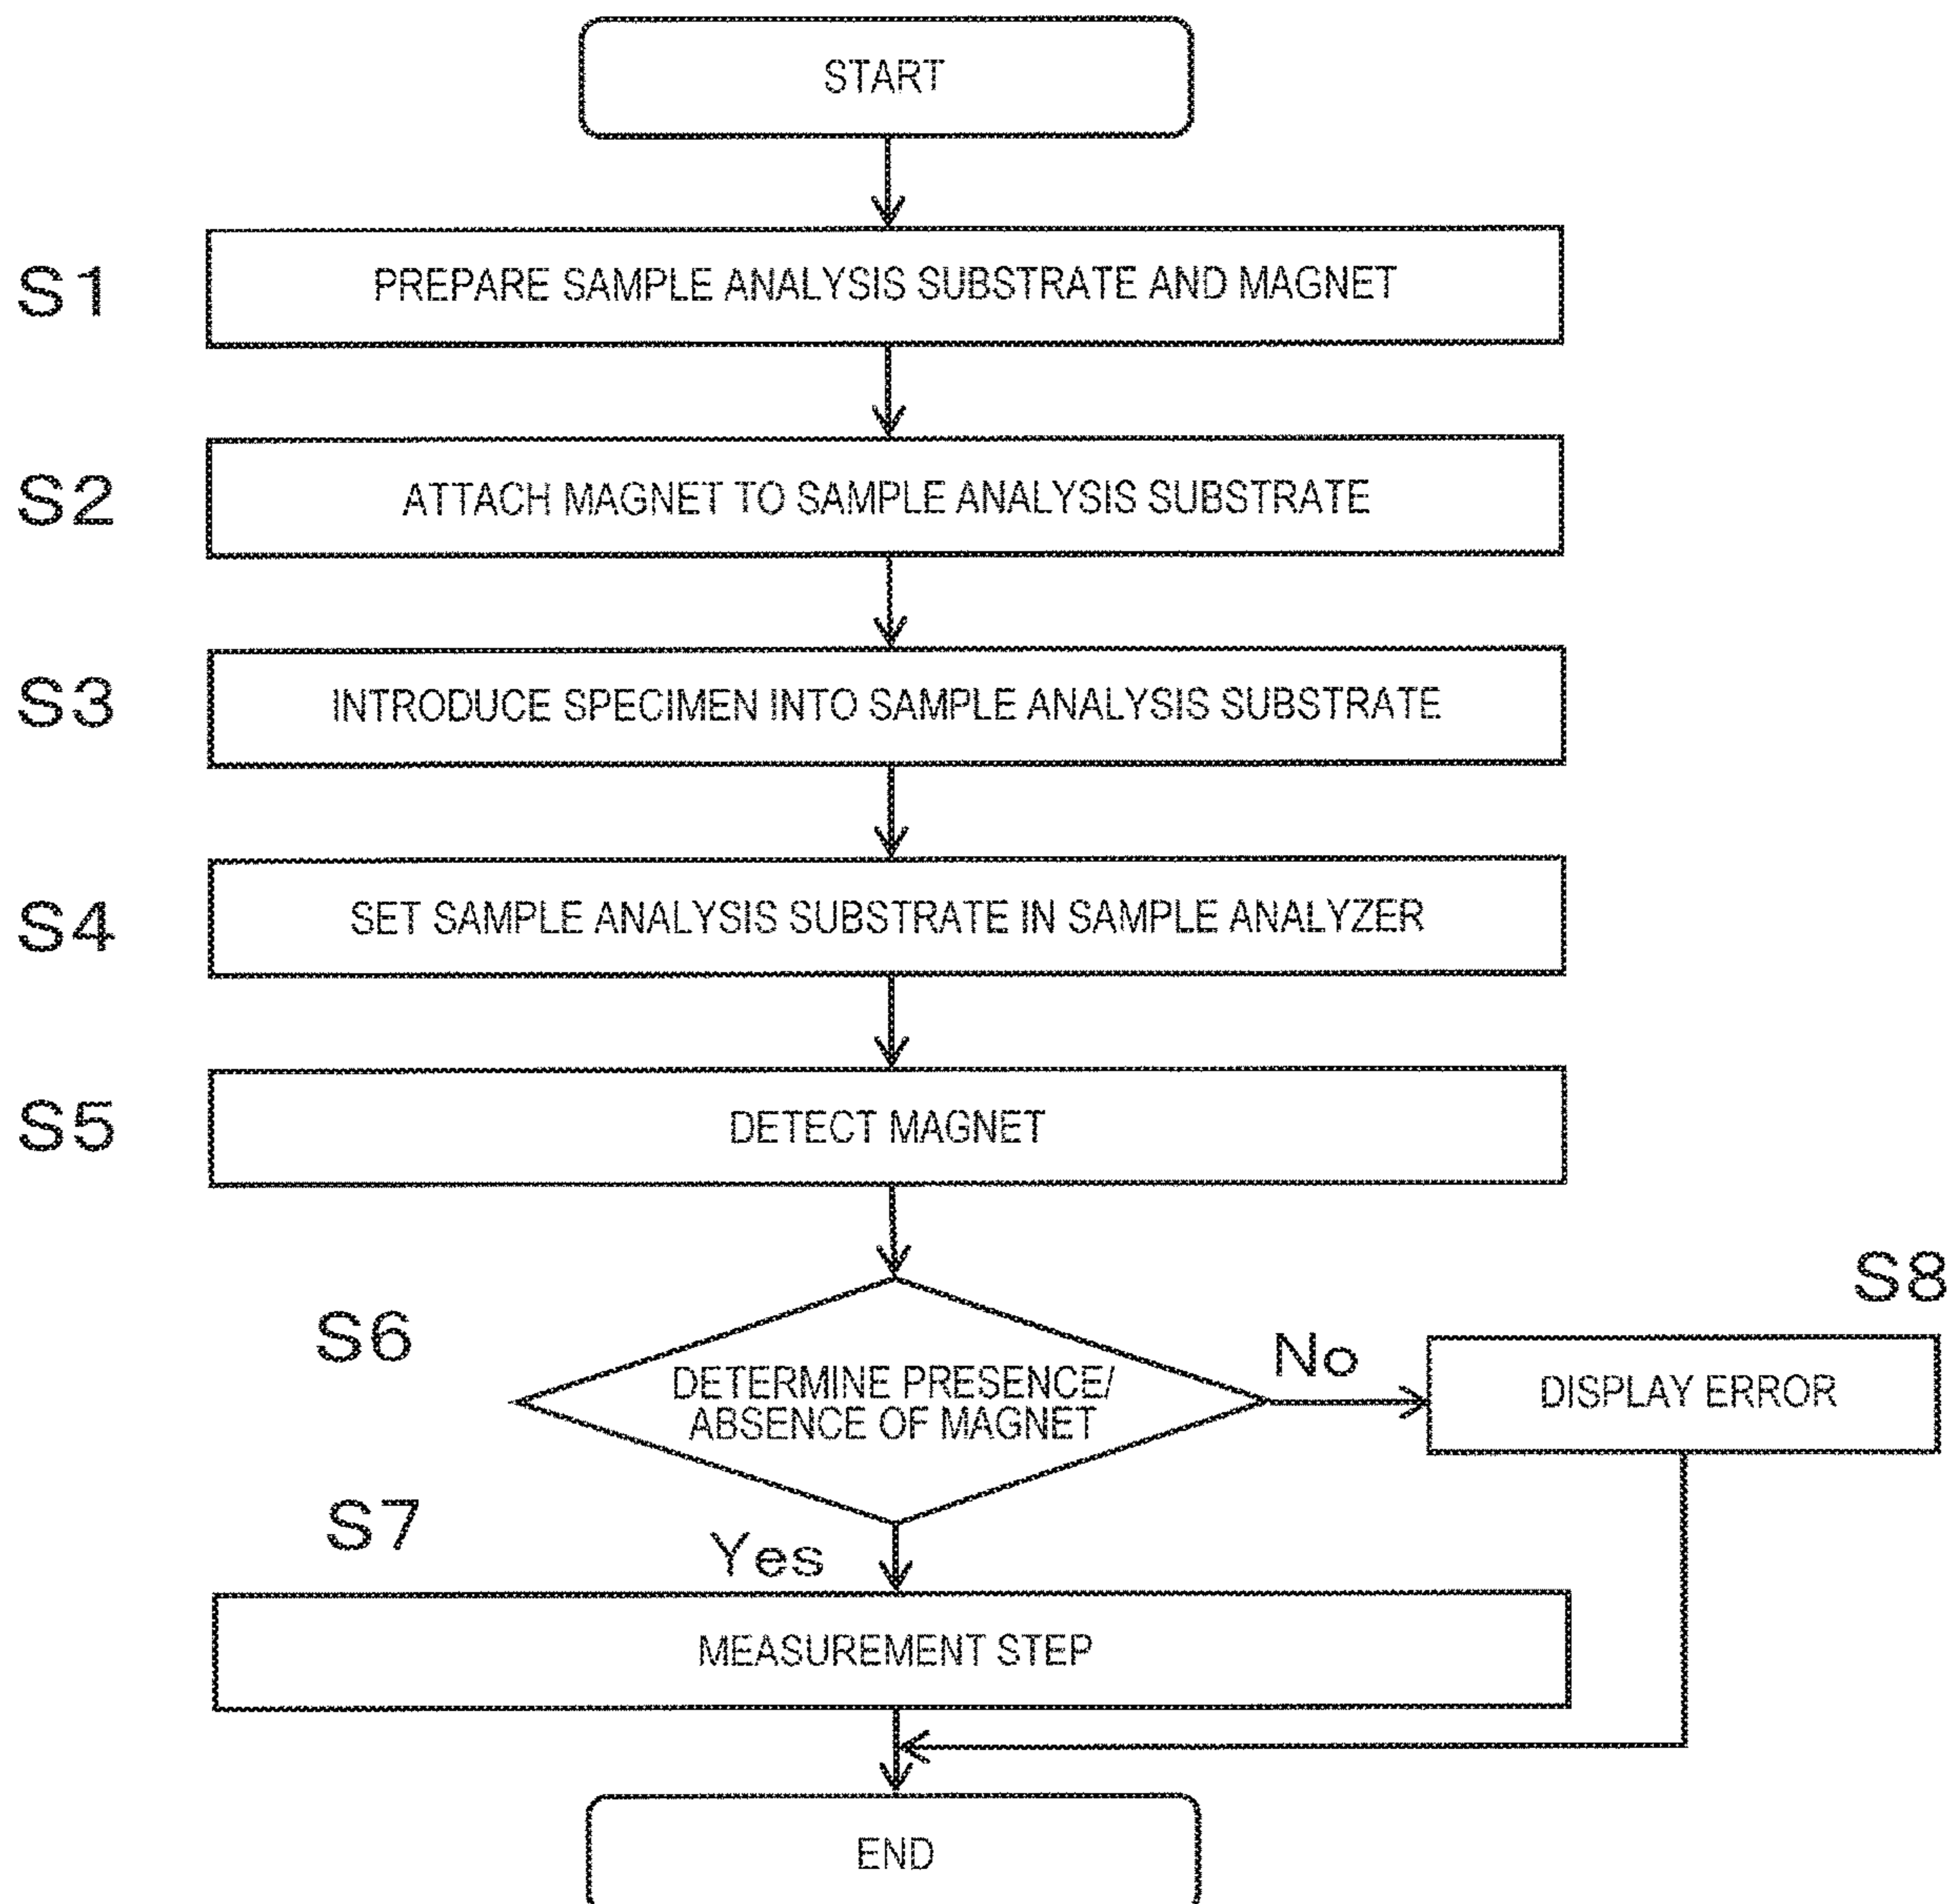 START
S1
PREPARE SAMPLE ANALYSIS SUBSTRATE AND MAGNET
S2
ATTACH MAGNET TO SAMPLE ANALYSIS SUBSTRATE
S3
INTRODUCE SPECIMEN INTO SAMPLE ANALYSIS SUBSTRATE
S4
SET SAMPLE ANALYSIS SUBSTRATE IN SAMPLE ANALYZER
S5
DETECT MAGNET
S6
DETERMINE PRESENCE/
ABSENCE OF MAGNET
No
S8
DISPLAY ERROR
S7
Yes
MEASUREMENT STEP
END